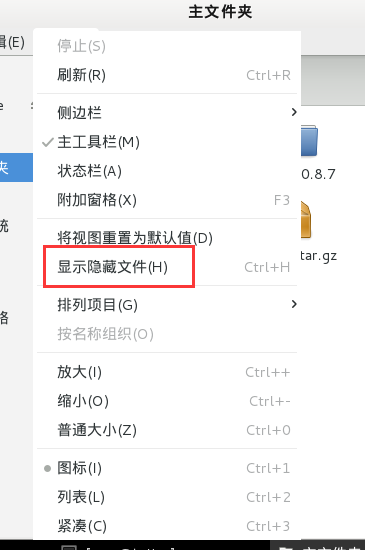 主文件夹
辑(E)
停止(S)
刷新(R) Ctrl+R
侧边栏
主工具栏(M)
状态栏(A)
附加窗格(X) F3
夹
0.8.7
统
将视图重置为默认值(D)
tar.gz
显示隐藏文件(H) Ctrl+H
排列项目(G)
按名称组织(O)
放大(I) Ctrl++
缩小(O) Ctrl+-
普通大小(Z) Ctrl+0
图标(I) Ctrl+1
列表(L) Ctrl+2
紧凑(C) Ctrl+3